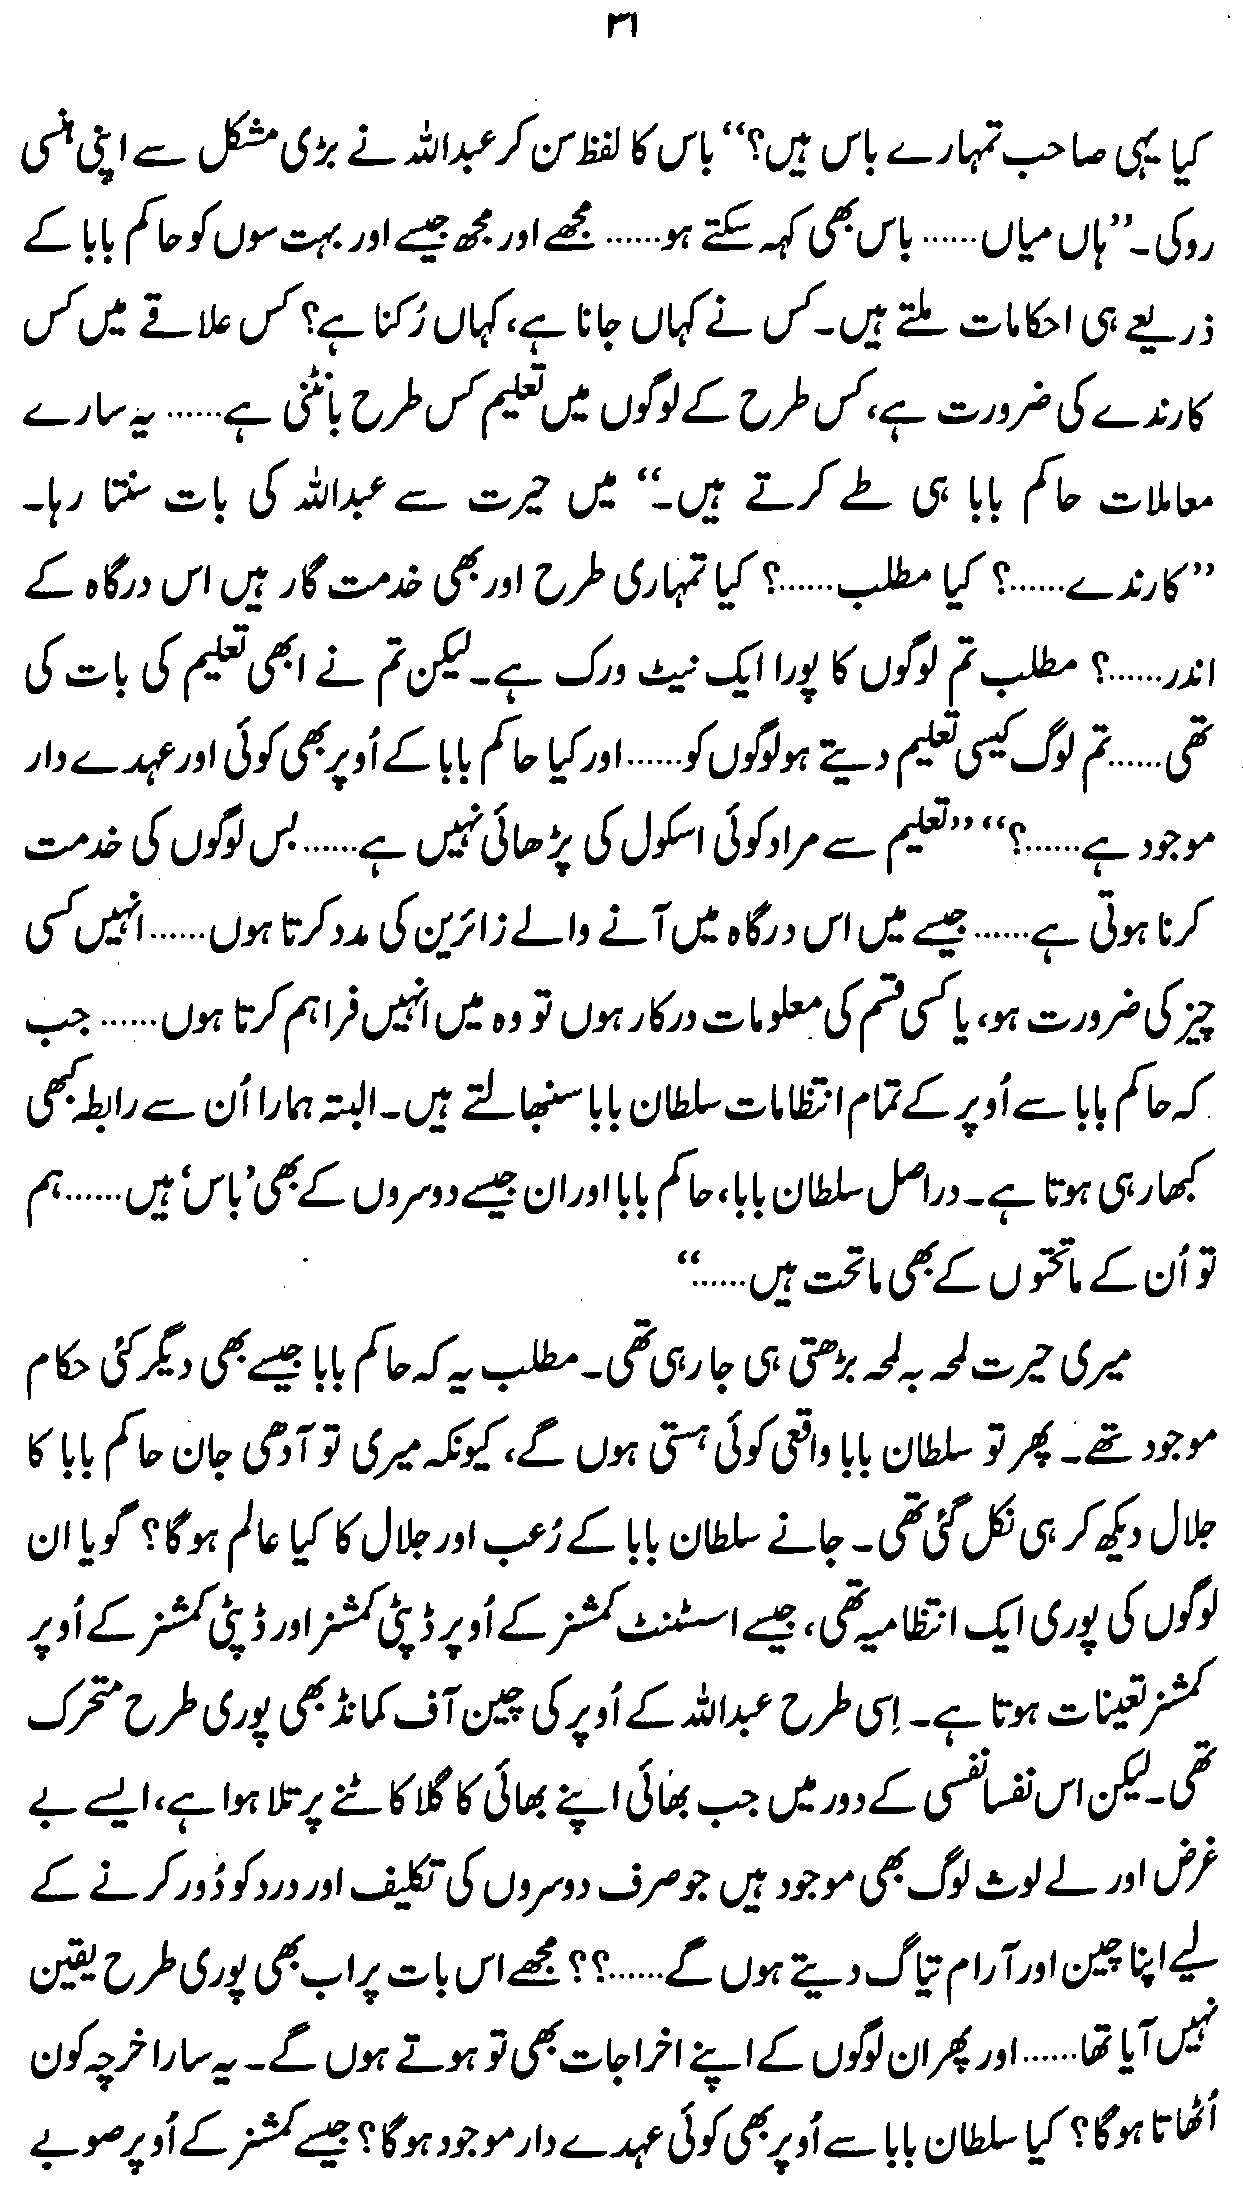 ۳۱
کیا یہی صاحب تمہارے باس ہیں؟“ باس کا لفظ سن کر عبداللہ نے بڑی مشکل سے اپنی ہنسی
روکی۔ ”ہاں میاں...... باس بھی کہہ سکتے ہو...... مجھے اور مجھ جیسے اور بہت سوں کو حاکم بابا کے
ذریعے ہی احکامات ملتے ہیں۔ کس نے کہاں جانا ہے، کہاں رُکنا ہے؟ کس علاقے میں کس
کارندے کی ضرورت ہے، کس طرح کے لوگوں میں تعلیم کس طرح بانٹنی ہے...... یہ سارے
معاملات حاکم بابا ہی طے کرتے ہیں۔“ میں حیرت سے عبداللہ کی بات سنتا رہا۔
”کارندے......؟ کیا مطلب......؟ کیا تمہاری طرح اور بھی خدمت گار ہیں اس درگاہ کے
اندر......؟ مطلب تم لوگوں کا پورا ایک نیٹ ورک ہے۔ لیکن تم نے ابھی تعلیم کی بات کی
تھی...... تم لوگ کیسی تعلیم دیتے ہو لوگوں کو...... اور کیا حاکم بابا کے اُوپر بھی کوئی اور عہدے دار
موجود ہے......؟“ ”تعلیم سے مراد کوئی اسکول کی پڑھائی نہیں ہے...... بس لوگوں کی خدمت
کرنا ہوتی ہے...... جیسے میں اس درگاہ میں آنے والے زائرین کی مدد کرتا ہوں...... انہیں کسی
چیز کی ضرورت ہو، یا کسی قسم کی معلومات درکار ہوں تو وہ میں انہیں فراہم کرتا ہوں...... جب
کہ حاکم بابا سے اُوپر کے تمام انتظامات سلطان بابا سنبھالتے ہیں۔ البتہ ہمارا اُن سے رابطہ کبھی
کبھار ہی ہوتا ہے۔ دراصل سلطان بابا، حاکم بابا اور ان جیسے دوسروں کے بھی ’باس‘ ہیں...... ہم
تو اُن کے ماتحتوں کے بھی ماتحت ہیں......“
میری حیرت لمحہ بہ لمحہ بڑھتی ہی جا رہی تھی۔ مطلب یہ کہ حاکم بابا جیسے بھی دیگر کئی حکام
موجود تھے۔ پھر تو سلطان بابا واقعی کوئی ہستی ہوں گے، کیونکہ میری تو آدھی جان حاکم بابا کا
جلال دیکھ کر ہی نکل گئی تھی۔ جانے سلطان بابا کے رُعب اور جلال کا کیا عالم ہوگا؟ گویا ان
لوگوں کی پوری ایک انتظامیہ تھی، جیسے اسسٹنٹ کمشنر کے اُوپر ڈپٹی کمشنر اور ڈپٹی کمشنر کے اُوپر
کمشنر تعینات ہوتا ہے۔ اِسی طرح عبداللہ کے اُوپر کی چین آف کمانڈ بھی پوری طرح متحرک
تھی۔ لیکن اس نفسا نفسی کے دور میں جب بھائی اپنے بھائی کا گلا کاٹنے پر تلا ہوا ہے، ایسے بے
غرض اور بے لوث لوگ بھی موجود ہیں جو صرف دوسروں کی تکلیف اور درد کو دُور کرنے کے
لیے اپنا چین اور آرام تیاگ دیتے ہوں گے......؟؟ مجھے اس بات پر اب بھی پوری طرح یقین
نہیں آیا تھا...... اور پھر ان لوگوں کے اپنے اخراجات بھی تو ہوتے ہوں گے۔ یہ سارا خرچہ کون
اُٹھاتا ہوگا؟ کیا سلطان بابا سے اُوپر بھی کوئی عہدے دار موجود ہوگا؟ جیسے کمشنر کے اُوپر صوبے